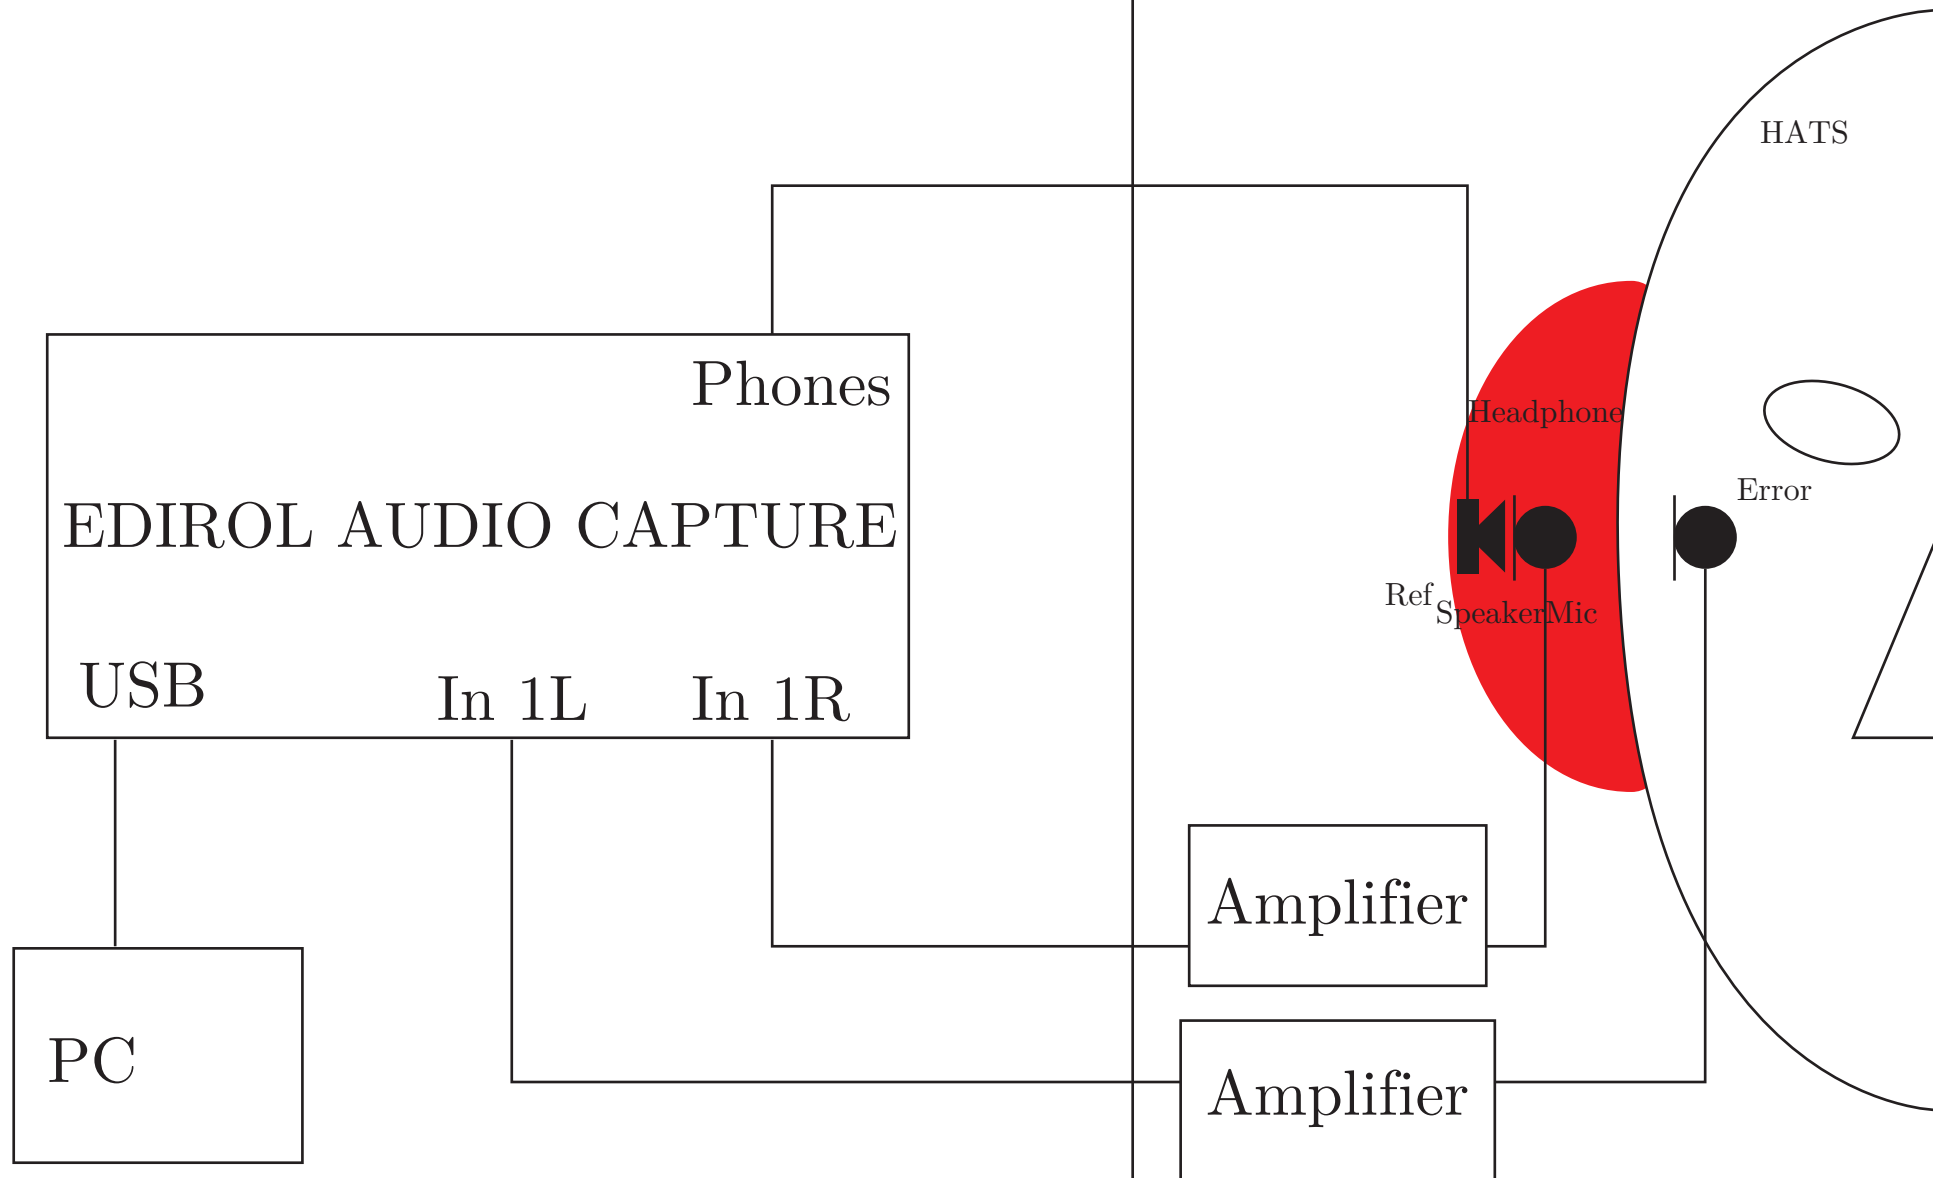 HATS
Phones
Headphone
Error
EDIROL AUDIO CAPTURE
Ref
SpeakerMic
USB
In 1L
In 1R
Amplifier
PC
Amplifier